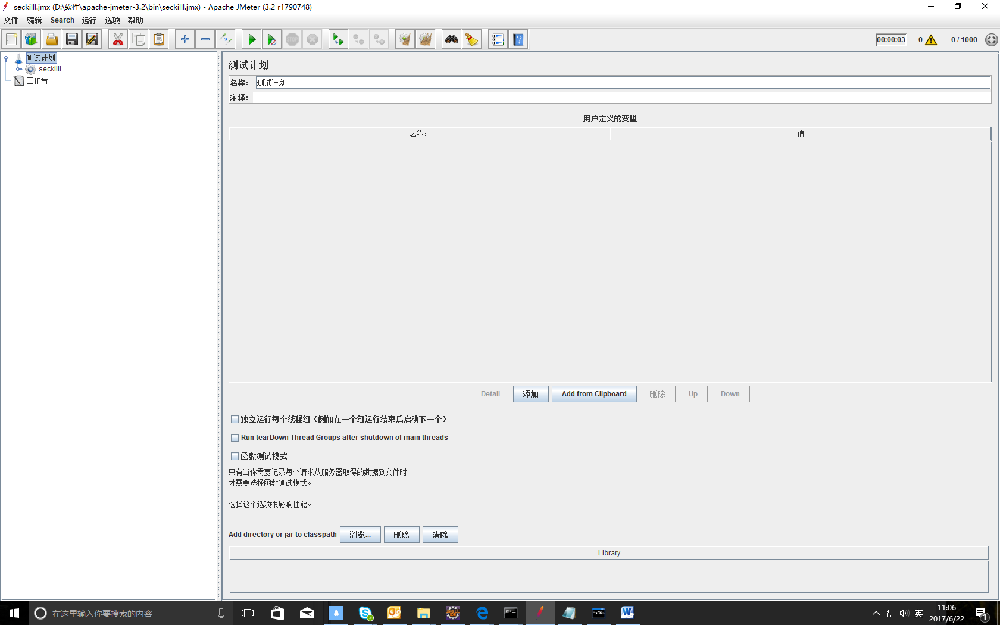 seckilll.jmx (D:\软件\apache-jmeter-3.2\bin\seckilll.jmx) - Apache JMeter (3.2 r1790748)
文件 编辑 Search 运行 选项 帮助
STOP 00:00:03 0 0 / 1000
测试计划
seckilll
工作台
测试计划
名称： 测试计划
注释：
用户定义的变量
名称: 值
Detail 添加 Add from Clipboard 删除 Up Down
独立运行每个线程组（例如在一个组运行结束后启动下一个）
Run tearDown Thread Groups after shutdown of main threads
函数测试模式
只有当你需要记录每个请求从服务器取得的数据到文件时
才需要选择函数测试模式。
选择这个选项很影响性能。
Add directory or jar to classpath 浏览... 删除 清除
Library
在这里输入你要搜索的内容
英
11:06
2017/6/22
1